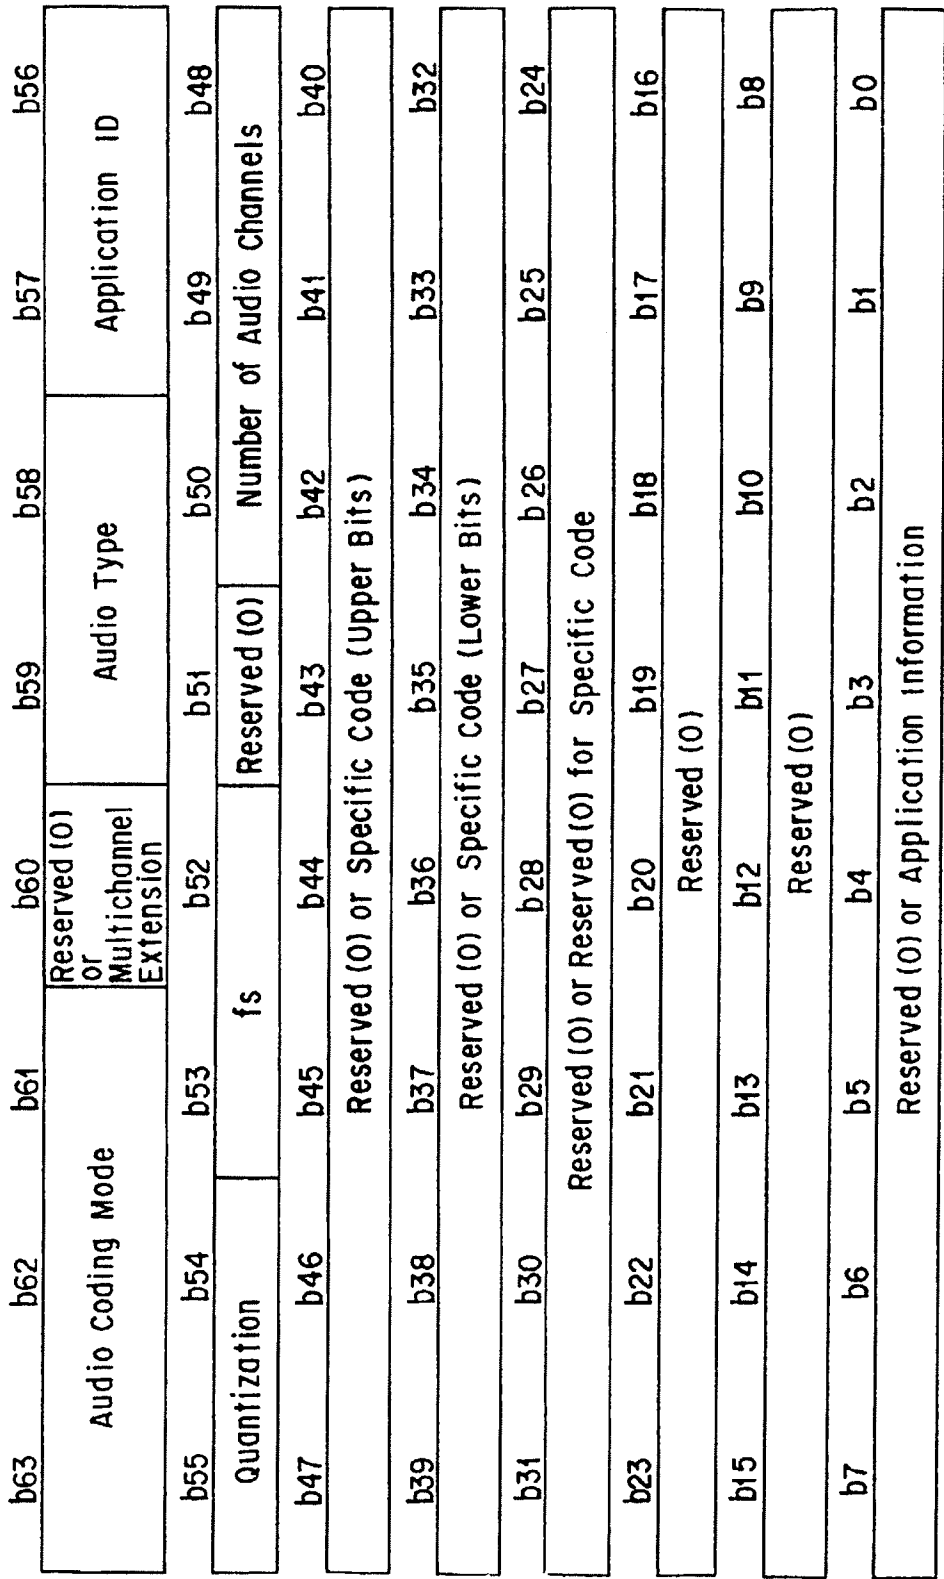 b63 b62 b61 b60 b59 b58 b57 b56
Audio Coding Mode
Reserved (0)
or
Multichannel
Extension
Audio Type
Application ID
b55 b54 b53 b52 b51 b50 b49 b48
Quantization
fs
Reserved (0)
Number of Audio Channels
b47 b46 b45 b44 b43 b42 b41 b40
Reserved (0) or Specific Code (Upper Bits)
b39 b38 b37 b36 b35 b34 b33 b32
Reserved (0) or Specific Code (Lower Bits)
b31 b30 b29 b28 b27 b26 b25 b24
Reserved (0) or Reserved (0) for Specific Code
b23 b22 b21 b20 b19 b18 b17 b16
Reserved (0)
b15 b14 b13 b12 b11 b10 b9 b8
Reserved (0)
b7 b6 b5 b4 b3 b2 b1 b0
Reserved (0) or Application Information